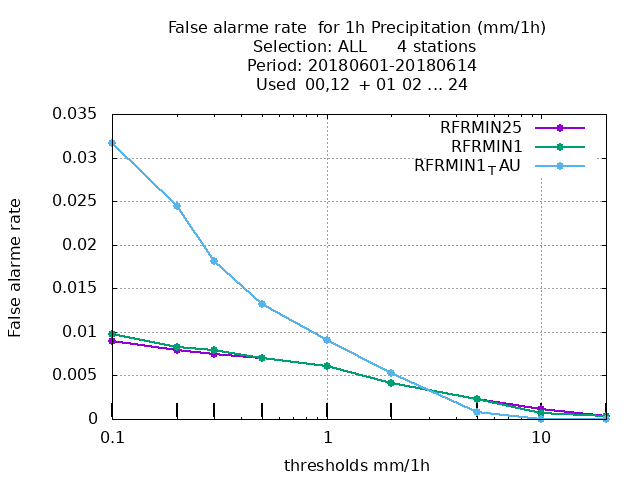 False alarme rate  for 1h Precipitation (mm/1h)
Selection: ALL      4 stations
Period: 20180601-20180614
Used  00,12  + 01 02 ... 24
RFRMIN25
RFRMIN1
RFRMIN1_TAU
0.035
0.03
0.025
0.02
0.015
0.01
0.005
0
False alarme rate
0.1 1 10
thresholds mm/1h